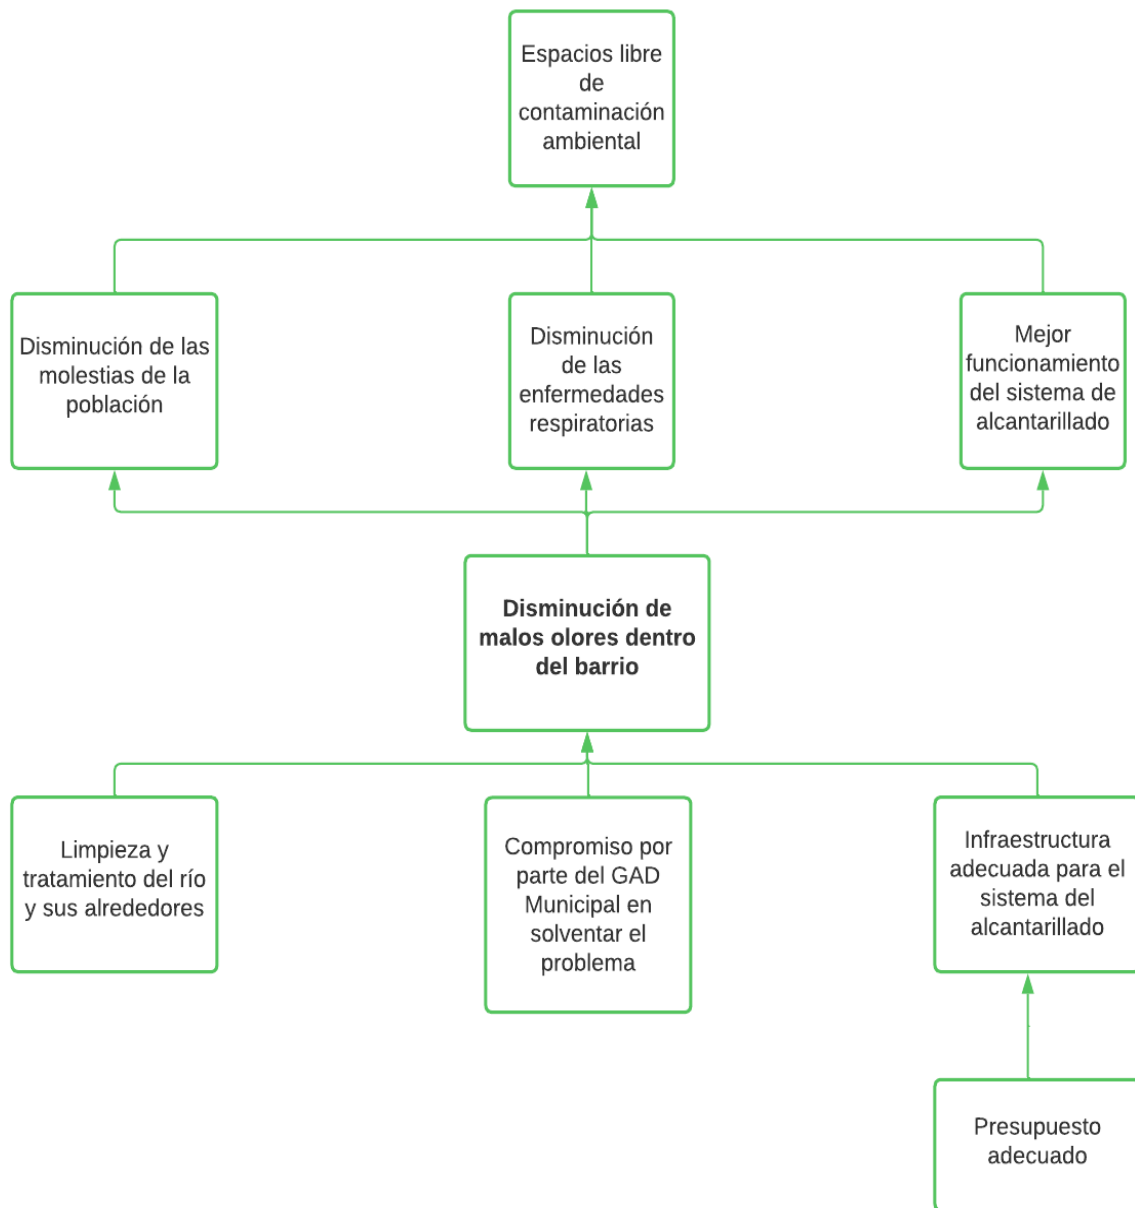 Espacios libre
de
contaminación
ambiental
Disminución de las
molestias de la
población
Disminución
de las
enfermedades
respiratorias
Mejor
funcionamiento
del sistema de
alcantarillado
Disminución de
malos olores dentro
del barrio
Limpieza y
tratamiento del río
y sus alrededores
Compromiso por
parte del GAD
Municipal en
solventar el
problema
Infraestructura
adecuada para el
sistema del
alcantarillado
Presupuesto
adecuado